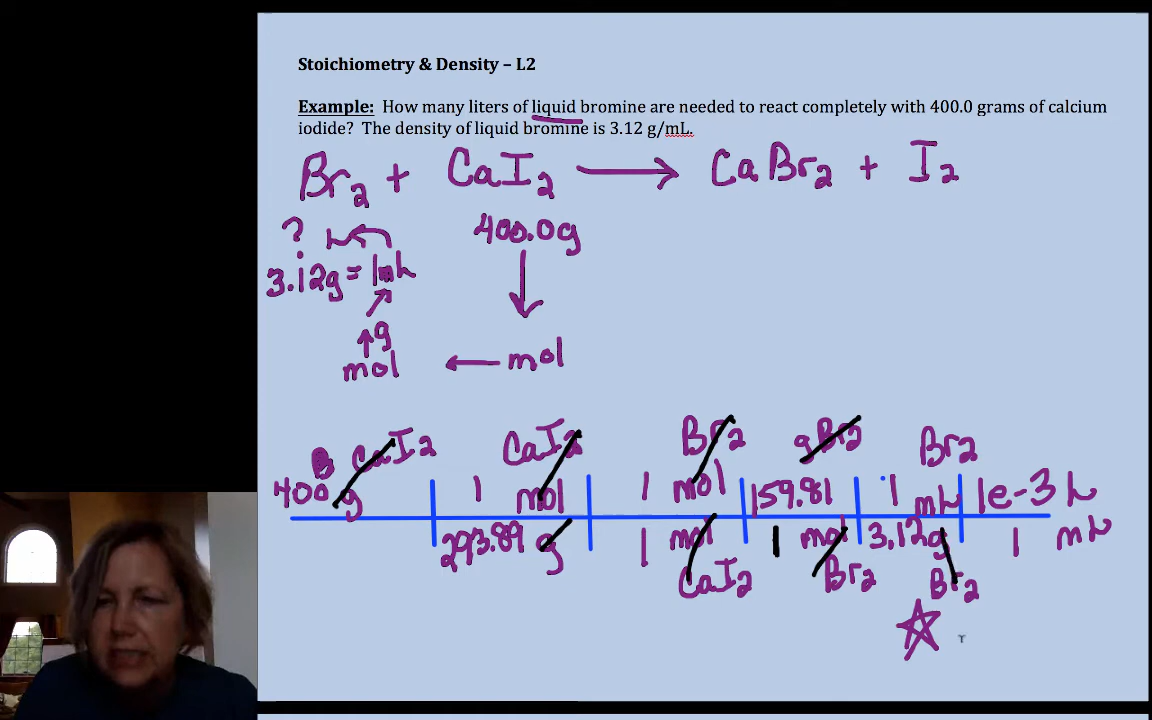 Stoichiometry & Density – L2
Example: How many liters of liquid bromine are needed to react completely with 400.0 grams of calcium
iodide? The density of liquid bromine is 3.12 g/mL.
Br2 + CaI2 → CaBr2 + I2
? L ← 400.0g
3.12g = 1mL
↑ g
mol ← mol
CaI2 CaI2 Br2 gBr2 Br2
400 g 1 mol 1 mol 159.81 1 mL 1e-3 L
293.89 g 1 mol 1 mol 3.12g 1 mL
CaI2 Br2 Br2